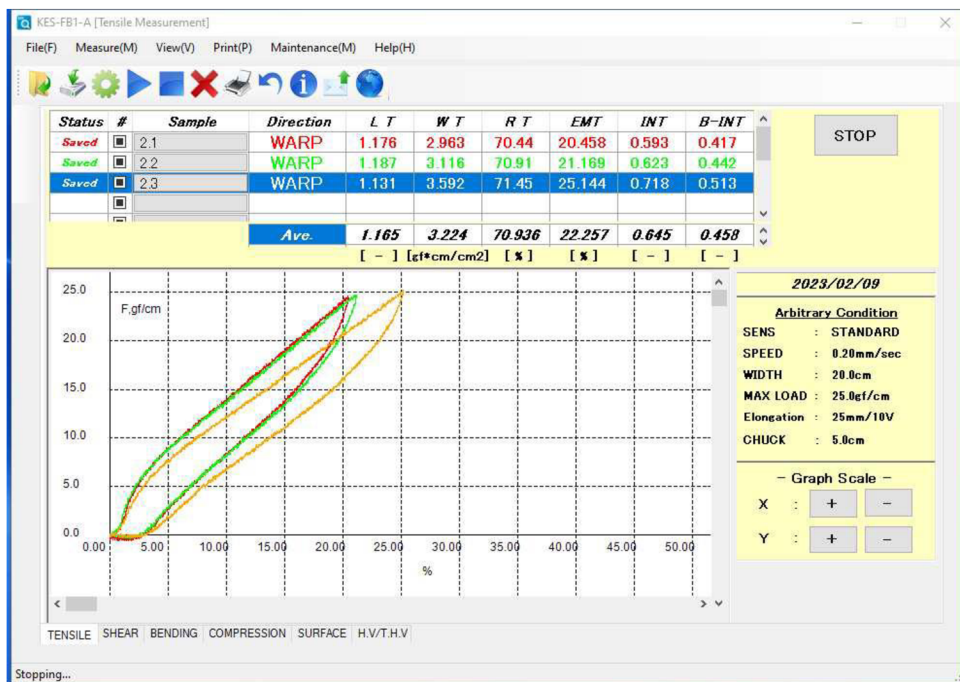 KES-FB1-A [Tensile Measurement]
File(F) Measure(M) View(V) Print(P) Maintenance(M) Help(H)
Status # Sample Direction L T W T R T EMT INT B-INT
Saved 2.1 WARP 1.176 2.963 70.44 20.458 0.593 0.417
Saved 2.2 WARP 1.187 3.116 70.91 21.169 0.623 0.442
Saved 2.3 WARP 1.131 3.592 71.45 25.144 0.718 0.513
STOP
Ave. 1.165 3.224 70.936 22.257 0.645 0.458
[ - ] [gf*cm/cm2] [ % ] [ % ] [ - ] [ - ]
25.0
F,gf/cm
20.0
15.0
10.0
5.0
0.0
0.00 5.00 10.00 15.00 20.00 25.00 30.00 35.00 40.00 45.00 50.00
%
2023/02/09
Arbitrary Condition
SENS : STANDARD
SPEED : 0.20mm/sec
WIDTH : 20.0cm
MAX LOAD : 25.0gf/cm
Elongation : 25mm/10V
CHUCK : 5.0cm
- Graph Scale -
X : + -
Y : + -
TENSILE SHEAR BENDING COMPRESSION SURFACE H.V/T.H.V
Stopping...